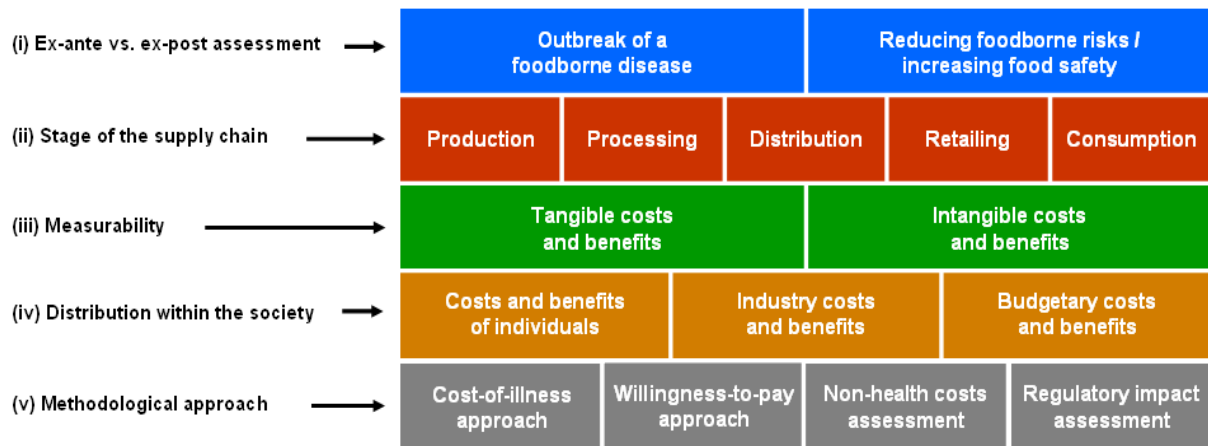 (i) Ex-ante vs. ex-post assessment
Outbreak of a
foodborne disease
Reducing foodborne risks /
increasing food safety
(ii) Stage of the supply chain
Production
Processing
Distribution
Retailing
Consumption
(iii) Measurability
Tangible costs
and benefits
Intangible costs
and benefits
(iv) Distribution within the society
Costs and benefits
of individuals
Industry costs
and benefits
Budgetary costs
and benefits
(v) Methodological approach
Cost-of-illness
approach
Willingness-to-pay
approach
Non-health costs
assessment
Regulatory impact
assessment